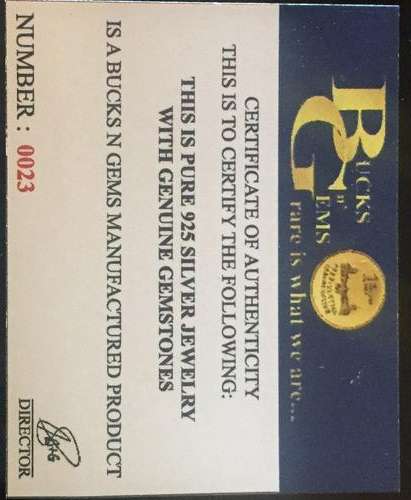 BUCKS
N
GEMS
rare is what we are...
CERTIFICATE OF AUTHENTICITY
THIS IS TO CERTIFY THE FOLLOWING:
THIS IS PURE 925 SILVER JEWELRY
WITH GENUINE GEMSTONES
IS A BUCKS N GEMS MANUFACTURED PRODUCT
NUMBER : 0023
DIRECTOR